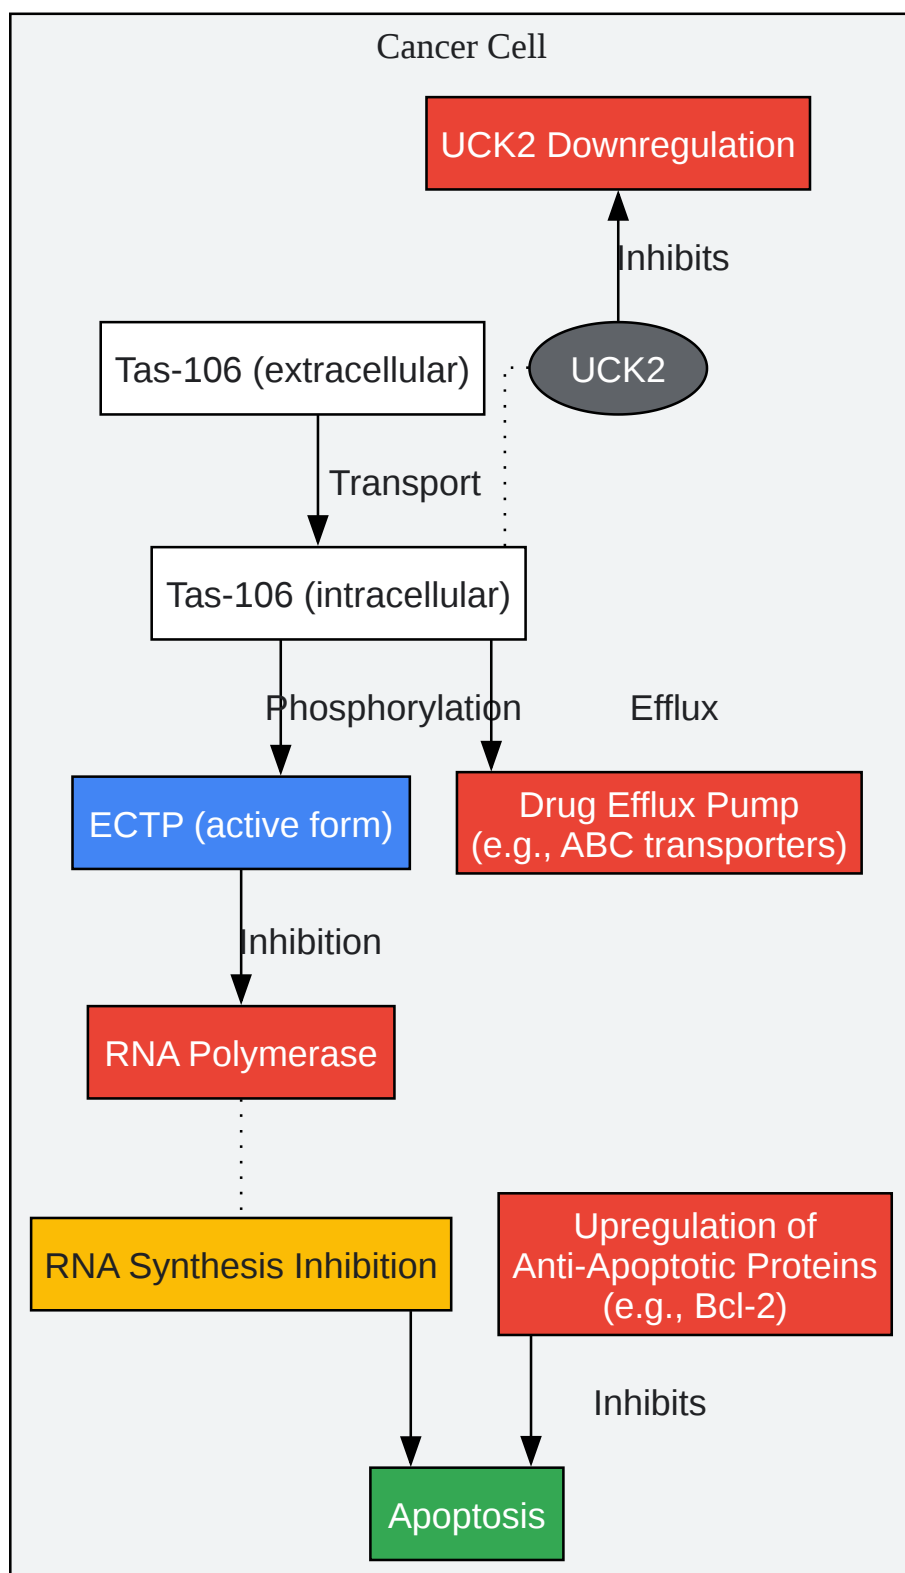 Cancer Cell
UCK2 Downregulation
Inhibits
Tas-106 (extracellular)
UCK2
Transport
Tas-106 (intracellular)
Phosphorylation
Efflux
ECTP (active form)
Drug Efflux Pump
(e.g., ABC transporters)
Inhibition
RNA Polymerase
RNA Synthesis Inhibition
Upregulation of
Anti-Apoptotic Proteins
(e.g., Bcl-2)
Inhibits
Apoptosis